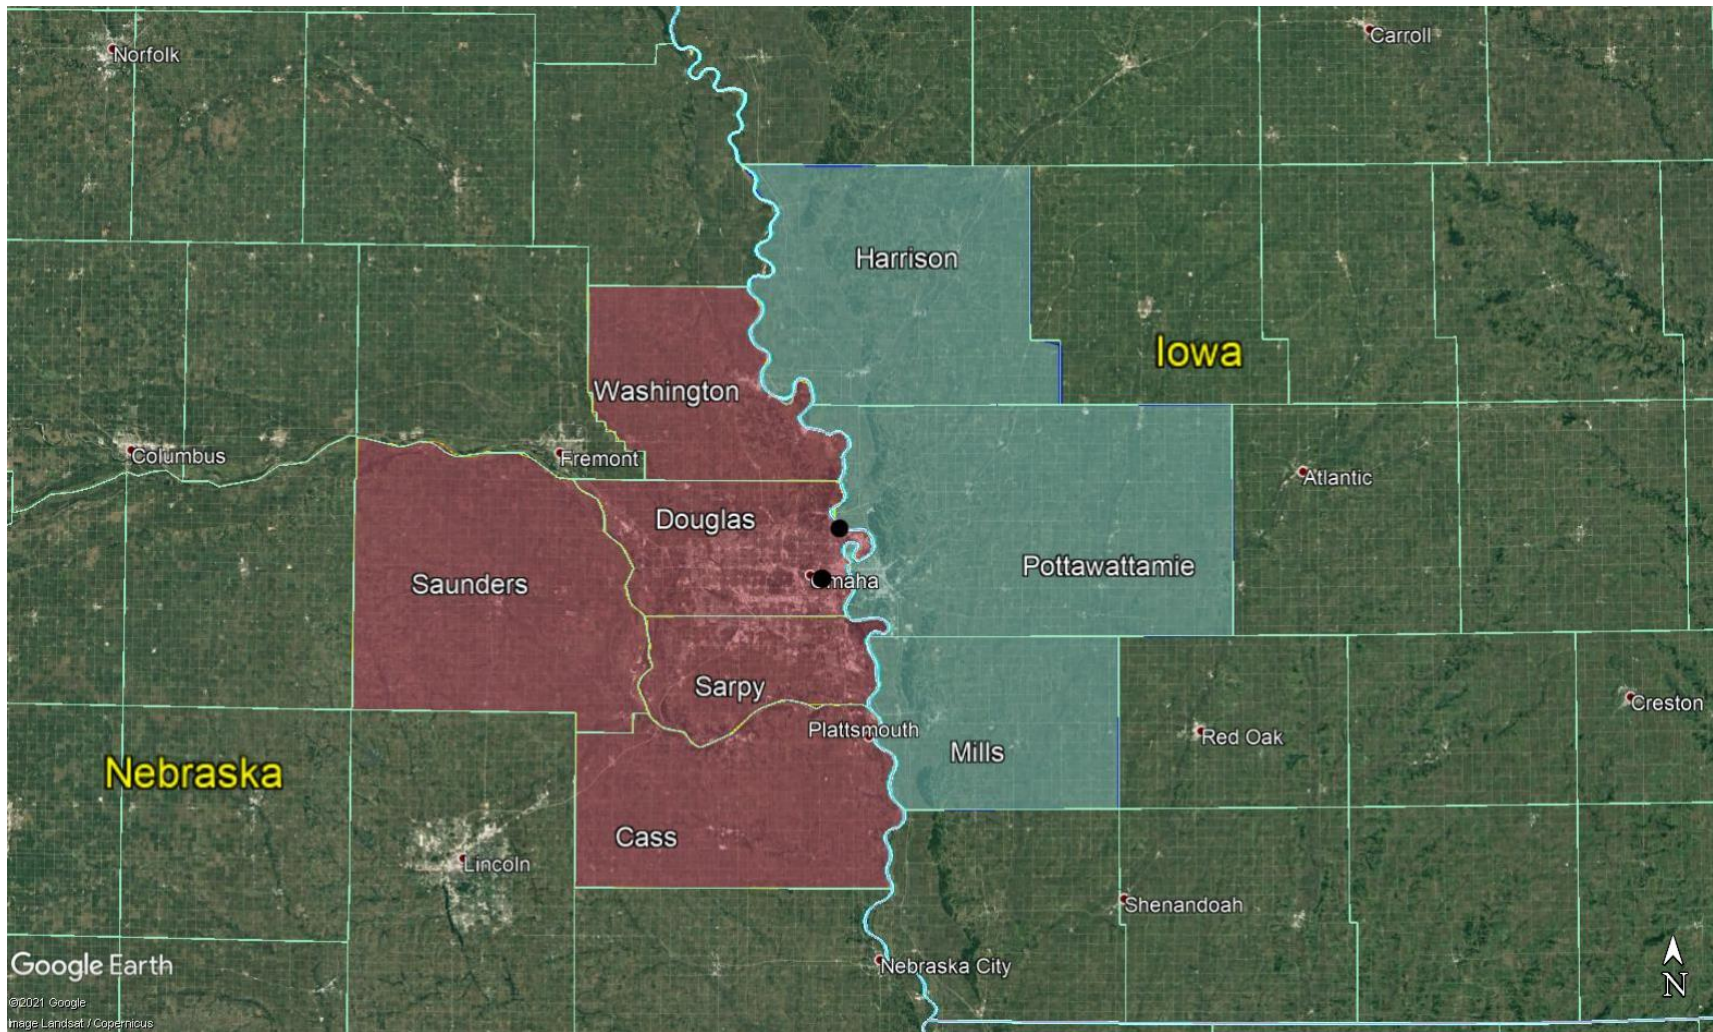 Norfolk
Carroll
Harrison
Iowa
Washington
Columbus
Fremont
Atlantic
Douglas
Pottawattamie
Omaha
Saunders
Sarpy
Creston
Plattsmouth
Red Oak
Mills
Nebraska
Cass
Lincoln
Shenandoah
Google Earth
Nebraska City
N
©2021 Google
Image Landsat / Copernicus